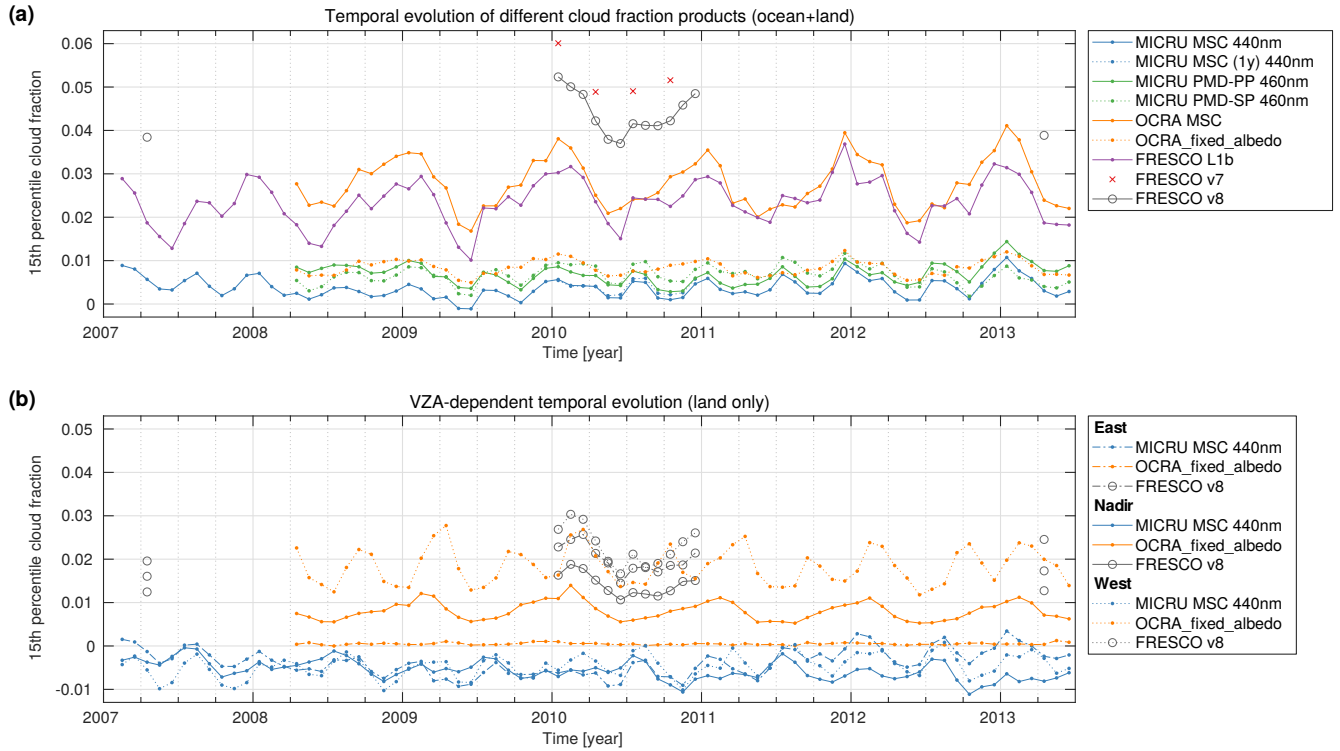 (a)
Temporal evolution of different cloud fraction products (ocean+land)
15th percentile cloud fraction
0.06
0.05
0.04
0.03
0.02
0.01
0
2007
2008
2009
2010
2011
2012
2013
Time [year]
MICRU MSC 440nm
MICRU MSC (1y) 440nm
MICRU PMD-PP 460nm
MICRU PMD-SP 460nm
OCRA MSC
OCRA_fixed_albedo
FRESCO L1b
FRESCO v7
FRESCO v8
(b)
VZA-dependent temporal evolution (land only)
15th percentile cloud fraction
0.05
0.04
0.03
0.02
0.01
0
-0.01
2007
2008
2009
2010
2011
2012
2013
Time [year]
East
MICRU MSC 440nm
OCRA_fixed_albedo
FRESCO v8
Nadir
MICRU MSC 440nm
OCRA_fixed_albedo
FRESCO v8
West
MICRU MSC 440nm
OCRA_fixed_albedo
FRESCO v8